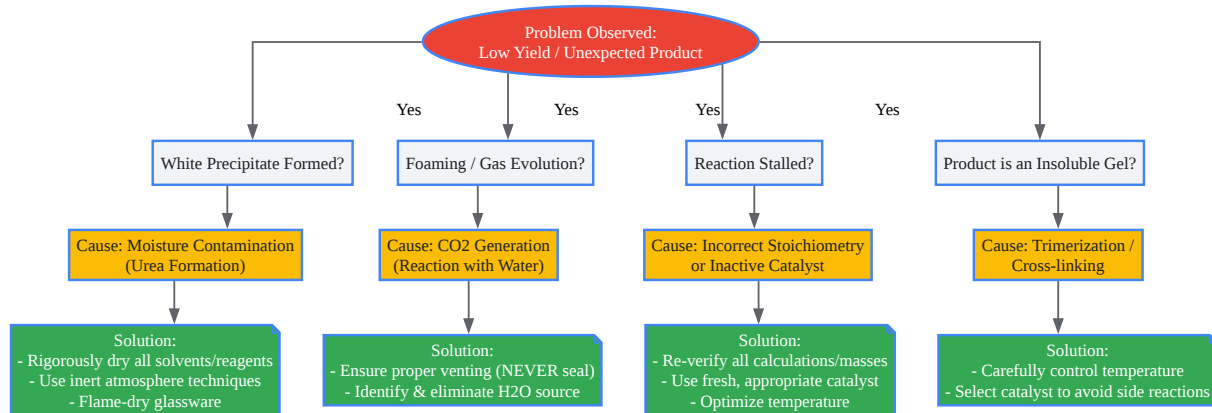 Problem Observed:
Low Yield / Unexpected Product
Yes
Yes
Yes
Yes
White Precipitate Formed?
Foaming / Gas Evolution?
Reaction Stalled?
Product is an Insoluble Gel?
Cause: Moisture Contamination
(Urea Formation)
Cause: CO2 Generation
(Reaction with Water)
Cause: Incorrect Stoichiometry
or Inactive Catalyst
Cause: Trimerization /
Cross-linking
Solution:
- Rigorously dry all solvents/reagents
- Use inert atmosphere techniques
- Flame-dry glassware
Solution:
- Ensure proper venting (NEVER seal)
- Identify & eliminate H2O source
Solution:
- Re-verify all calculations/masses
- Use fresh, appropriate catalyst
- Optimize temperature
Solution:
- Carefully control temperature
- Select catalyst to avoid side reactions